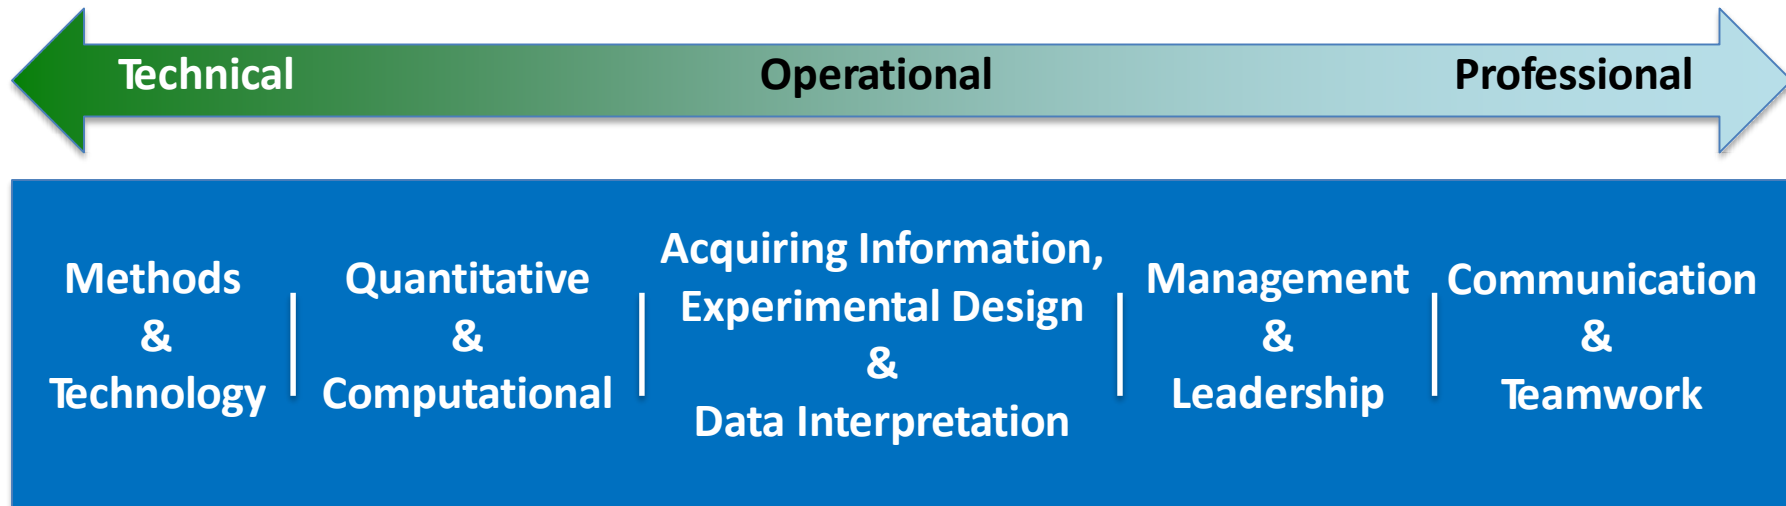 Technical Operational Professional
Methods
&
Technology
Quantitative
&
Computational
Acquiring Information,
Experimental Design
&
Data Interpretation
Management
&
Leadership
Communication
&
Teamwork